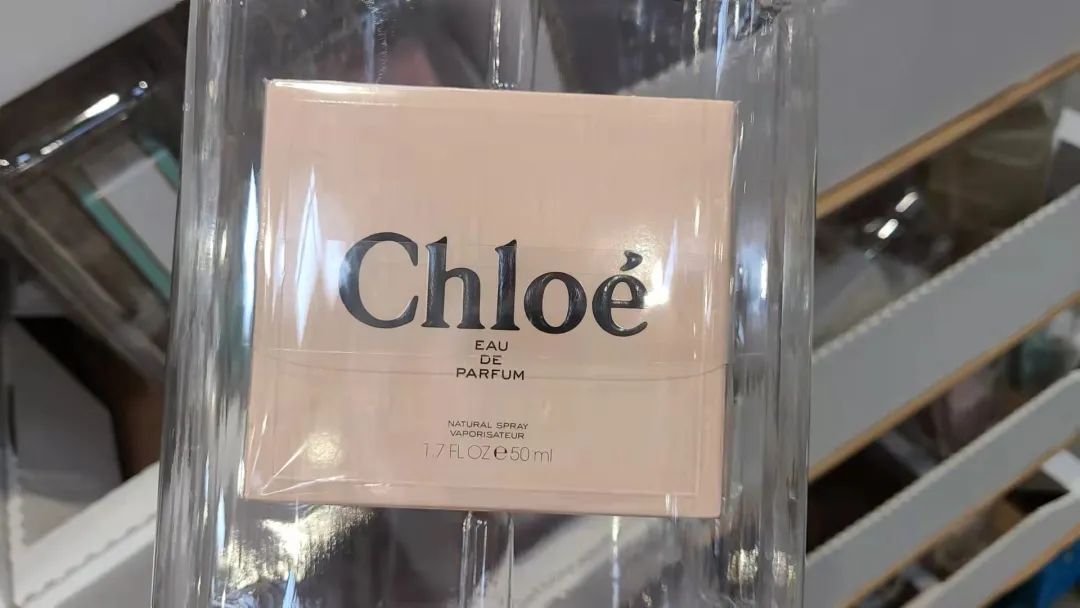 Chloé
EAU
DE
PARFUM
NATURAL SPRAY
VAPORISATEUR
1.7 FL OZ ℮ 50 ml